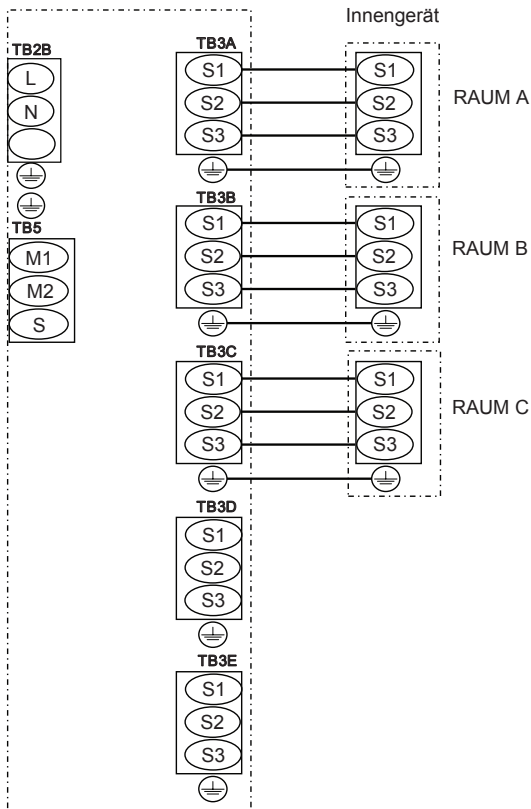 Innengerät
TB2B
L
N
TB5
M1
M2
S
TB3A
S1
S2
S3
S1
S2
S3
RAUM A
TB3B
S1
S2
S3
S1
S2
S3
RAUM B
TB3C
S1
S2
S3
S1
S2
S3
RAUM C
TB3D
S1
S2
S3
TB3E
S1
S2
S3